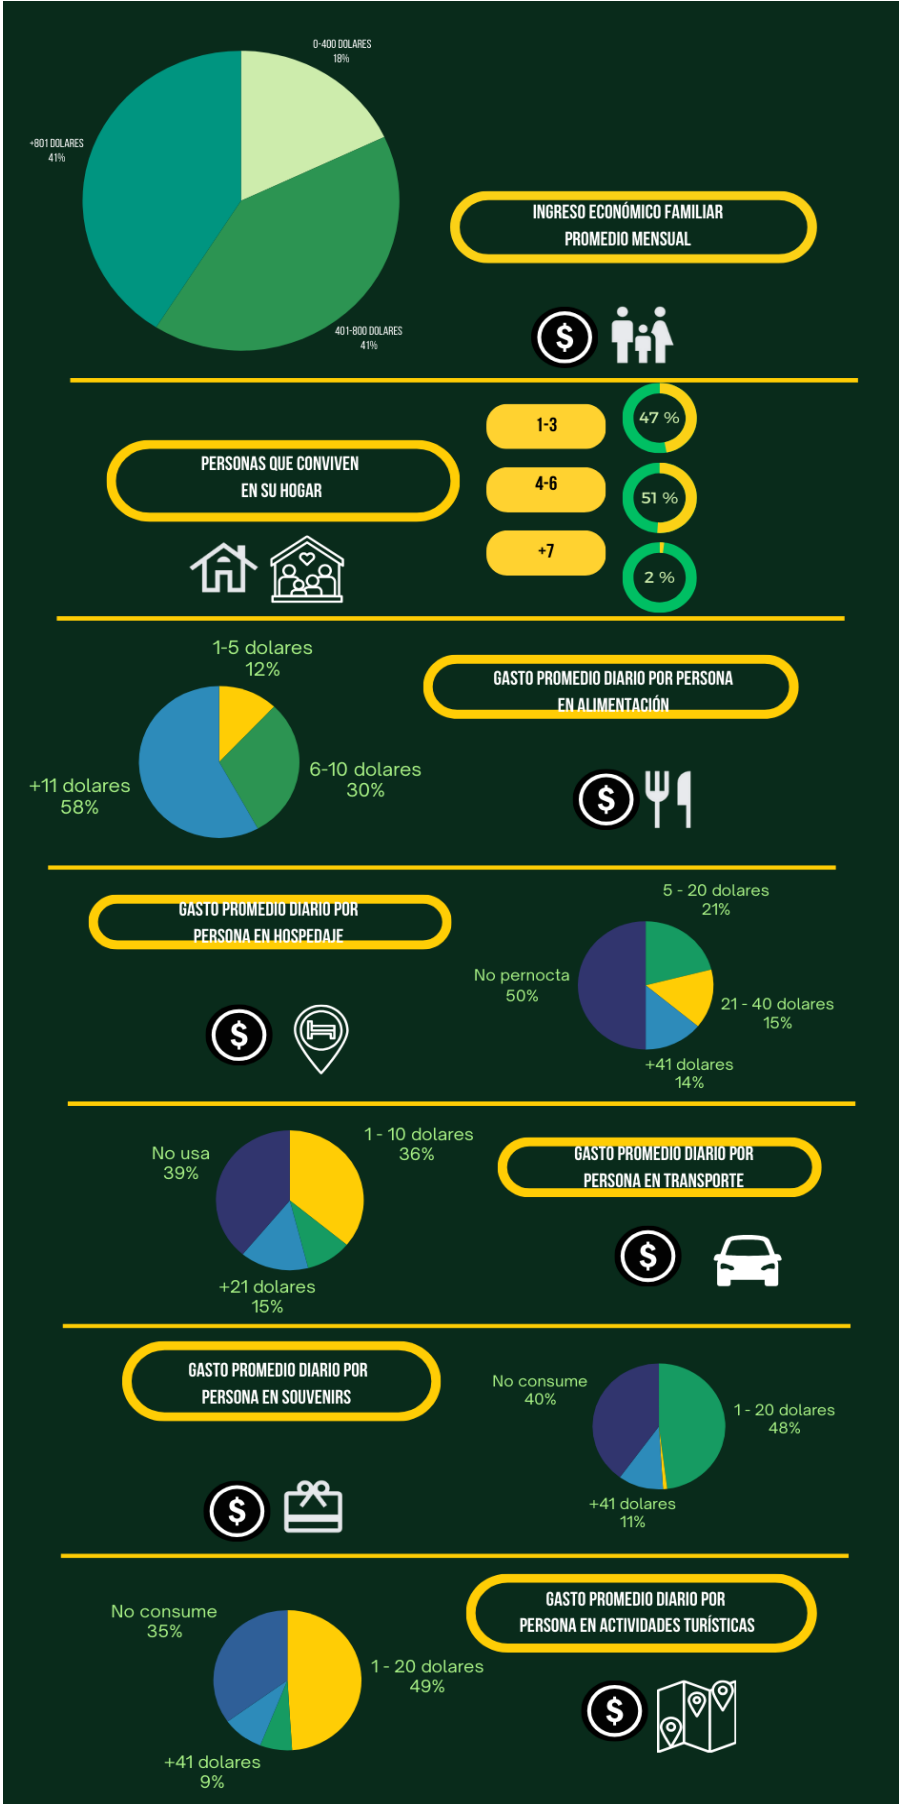 0-400 DOLARES
18%
+801 DOLARES
41%
401-800 DOLARES
41%
INGRESO ECONÓMICO FAMILIAR
PROMEDIO MENSUAL
$
PERSONAS QUE CONVIVEN
EN SU HOGAR
1-3
47 %
4-6
51 %
+7
2 %
1-5 dolares
12%
6-10 dolares
30%
+11 dolares
58%
GASTO PROMEDIO DIARIO POR PERSONA
EN ALIMENTACIÓN
$
GASTO PROMEDIO DIARIO POR
PERSONA EN HOSPEDAJE
$
5 - 20 dolares
21%
No pernocta
50%
21 - 40 dolares
15%
+41 dolares
14%
1 - 10 dolares
36%
No usa
39%
+21 dolares
15%
GASTO PROMEDIO DIARIO POR
PERSONA EN TRANSPORTE
$
GASTO PROMEDIO DIARIO POR
PERSONA EN SOUVENIRS
$
No consume
40%
1 - 20 dolares
48%
+41 dolares
11%
No consume
35%
1 - 20 dolares
49%
+41 dolares
9%
GASTO PROMEDIO DIARIO POR
PERSONA EN ACTIVIDADES TURÍSTICAS
$